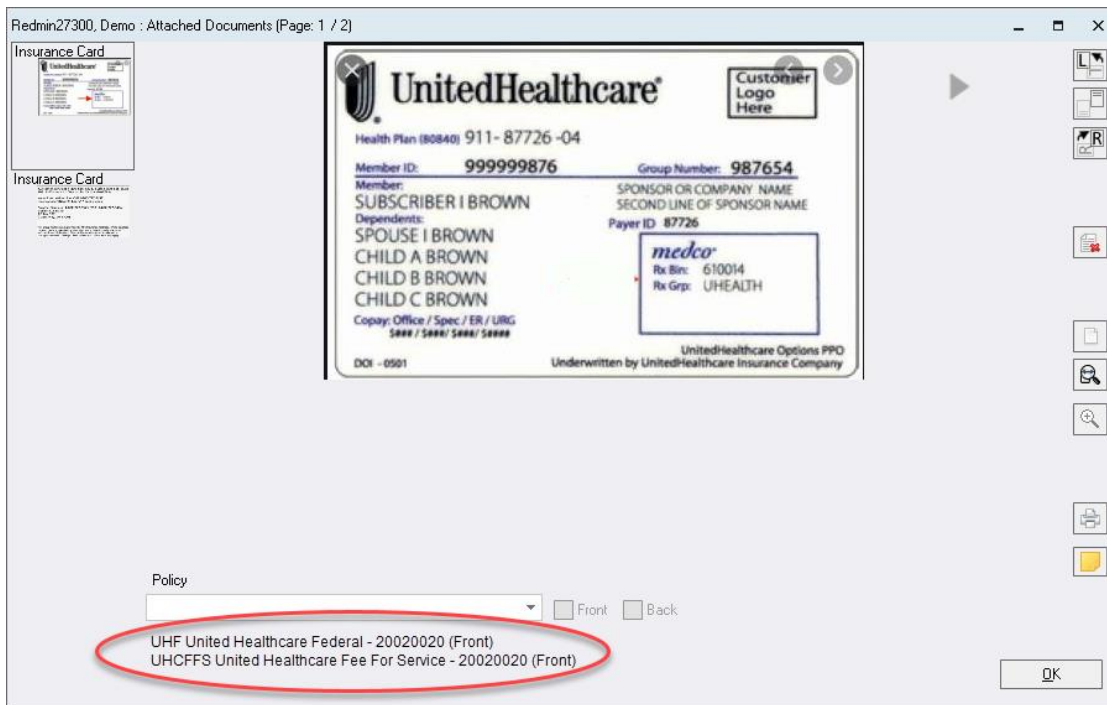 Redmin27300, Demo : Attached Documents (Page: 1 / 2)
Insurance Card
Insurance Card
UnitedHealthcare®
Customer
Logo
Here
Health Plan (80840) 911- 87726 -04
Member ID: 999999876 Group Number: 987654
Member:
SUBSCRIBER I BROWN
Dependents:
SPOUSE I BROWN
CHILD A BROWN
CHILD B BROWN
CHILD C BROWN
SPONSOR OR COMPANY NAME
SECOND LINE OF SPONSOR NAME
Payer ID 87726
medco
Rx Bin: 610014
Rx Grp: UHEALTH
Copay: Office / Spec / ER / URG
$### / $###/ $###/ $####
UnitedHealthcare Options PPO
DOI - 0501 Underwritten by UnitedHealthcare Insurance Company
L
R
R
Policy
Front Back
UHF United Healthcare Federal - 20020020 (Front)
UHCFFS United Healthcare Fee For Service - 20020020 (Front)
OK